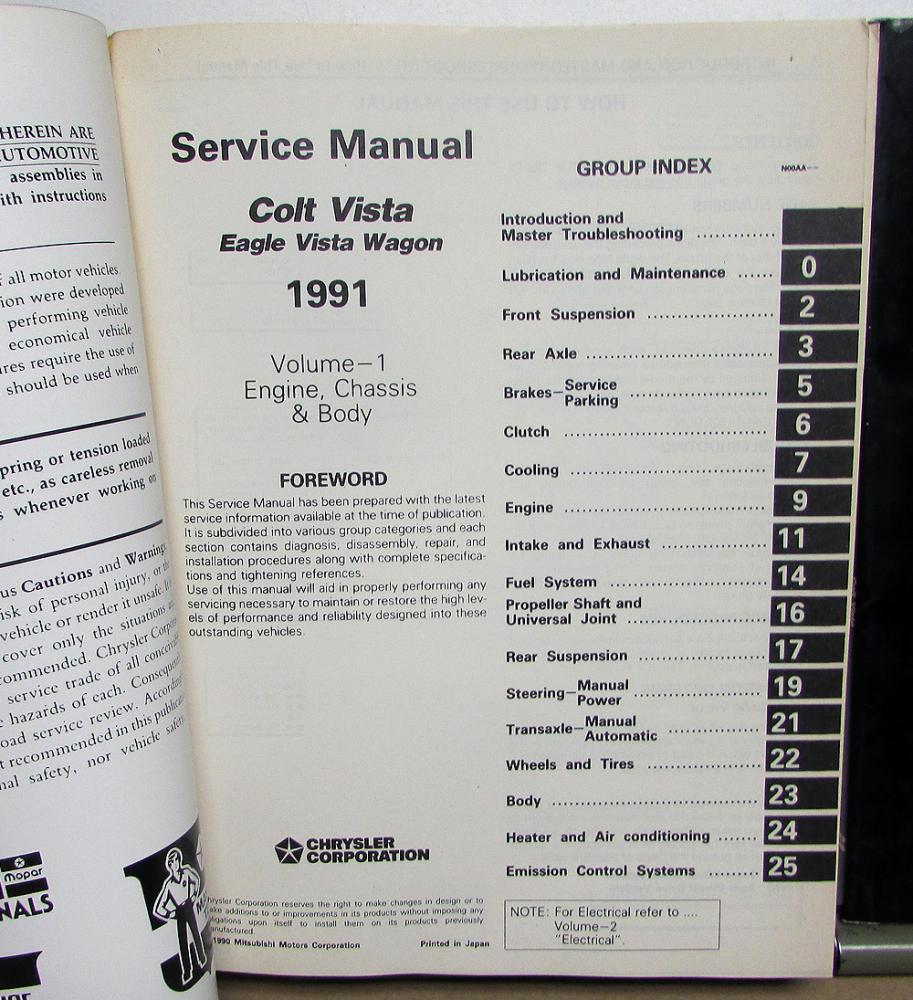 HEREIN ARE
AUTOMOTIVE
assemblies in
with instructions
all motor vehicles.
ion were developed
performing vehicle
economical vehicle
res require the use of
should be used when
pring or tension loaded
etc., as careless removal
whenever working on
us Cautions and Warnings
isk of personal injury, or the
vehicle or render it unsafe. It
cover only the situations
ommended. Chrysler Corpor
service trade of all
hazards of each.
oad service review.
t recommended in this
nal safety, nor vehicle safety
mopar
NALS
Service Manual
Colt Vista
Eagle Vista Wagon
1991
Volume–1
Engine, Chassis
& Body
FOREWORD
This Service Manual has been prepared with the latest
service information available at the time of publication.
It is subdivided into various group categories and each
section contains diagnosis, disassembly, repair, and
installation procedures along with complete specifica-
tions and tightening references.
Use of this manual will aid in properly performing any
servicing necessary to maintain or restore the high lev-
els of performance and reliability designed into these
outstanding vehicles.
CHRYSLER
CORPORATION
hrysler Corporation reserves the right to make changes in design or to
ake additions to or improvements in its products without imposing any
ligations upon itself to install them on its products previously
anufactured.
1990 Mitsubishi Motors Corporation Printed in Japan
GROUP INDEX N00AA--
Introduction and
Master Troubleshooting .............
Lubrication and Maintenance ...... 0
Front Suspension .................... 2
Rear Axle .............................. 3
Brakes–Service
Parking ...................... 5
Clutch ................................. 6
Cooling ................................ 7
Engine ................................ 9
Intake and Exhaust ................. 11
Fuel System ......................... 14
Propeller Shaft and
Universal Joint ...................... 16
Rear Suspension ..................... 17
Steering–Manual
Power ..................... 19
Transaxle–Manual
Automatic ............... 21
Wheels and Tires .................... 22
Body ................................... 23
Heater and Air conditioning ....... 24
Emission Control Systems ......... 25
NOTE: For Electrical refer to ....
Volume–2
"Electrical".